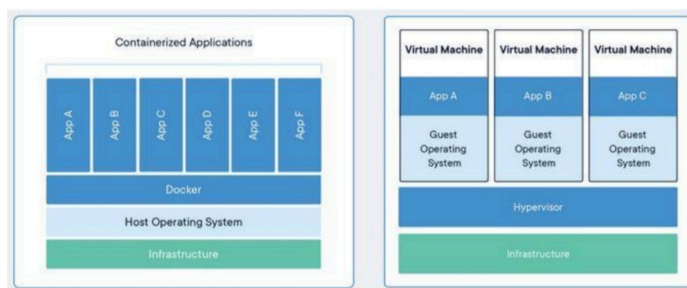 Containerized Applications
App A
App B
App C
App D
App E
App F
Docker
Host Operating System
Infrastructure
Virtual Machine
App A
Guest
Operating
System
Virtual Machine
App B
Guest
Operating
System
Virtual Machine
App C
Guest
Operating
System
Hypervisor
Infrastructure